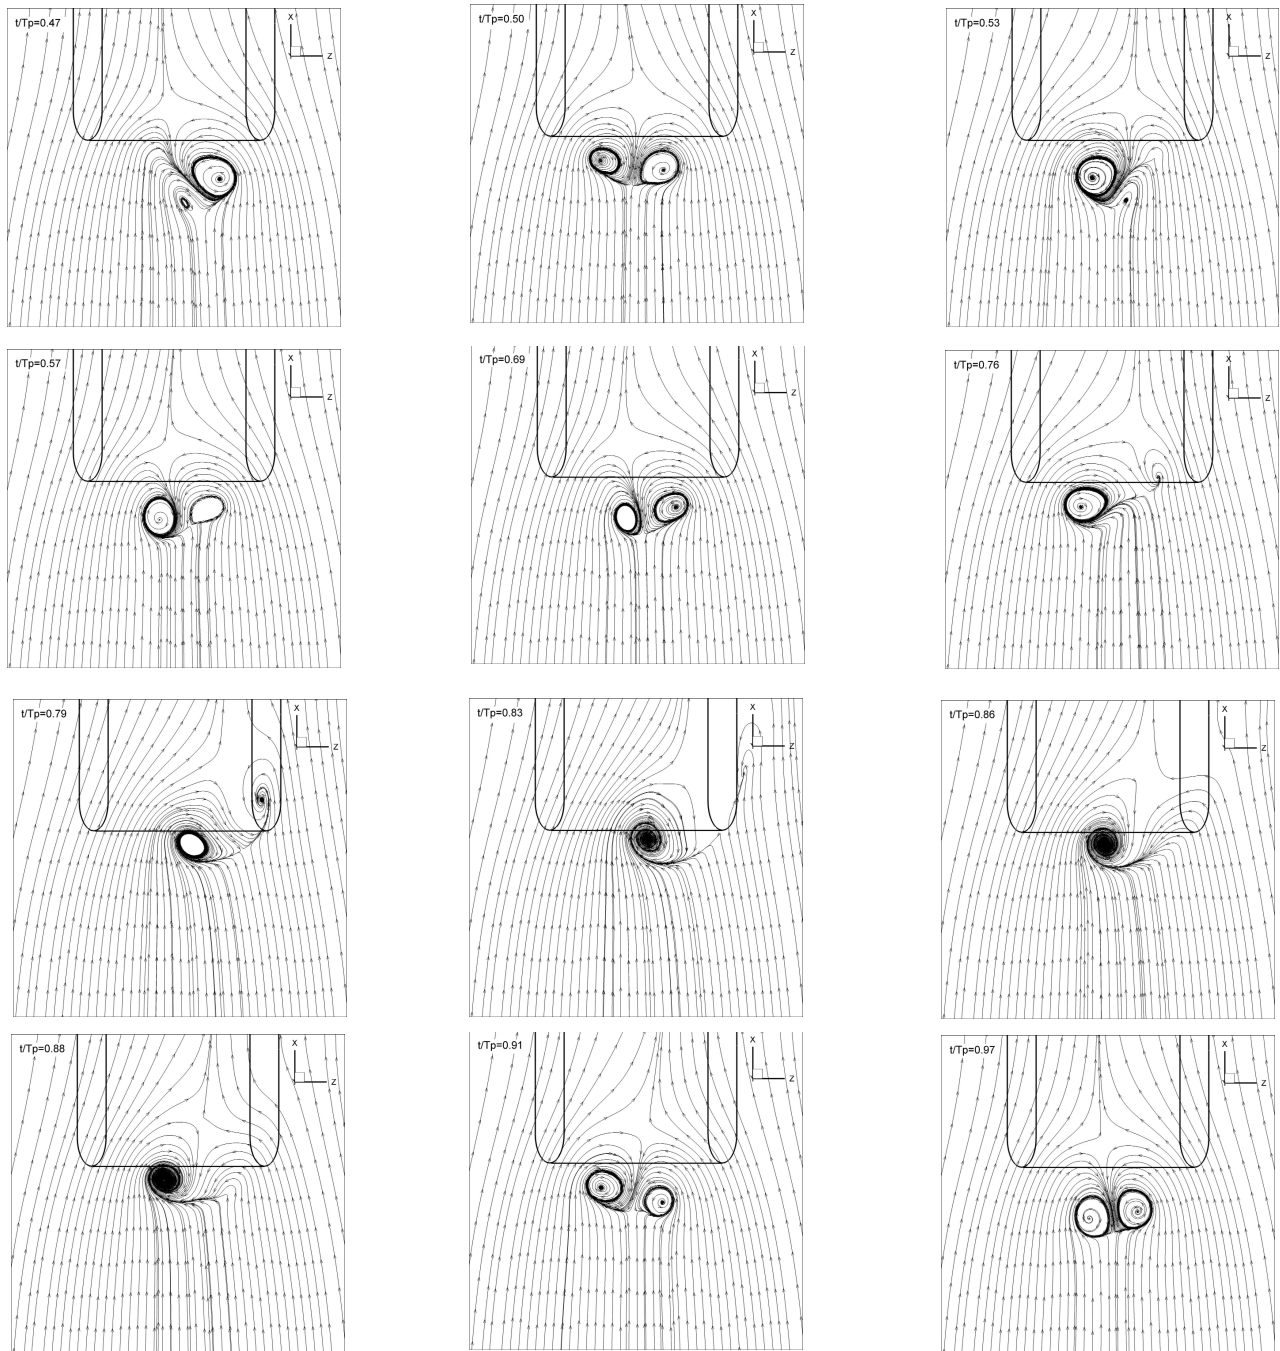 t/Tp=0.47
X
Z
t/Tp=0.50
X
Z
t/Tp=0.53
X
Z
t/Tp=0.57
X
Z
t/Tp=0.69
X
Z
t/Tp=0.76
X
Z
t/Tp=0.79
X
Z
t/Tp=0.83
X
Z
t/Tp=0.86
X
Z
t/Tp=0.88
X
Z
t/Tp=0.91
X
Z
t/Tp=0.97
X
Z